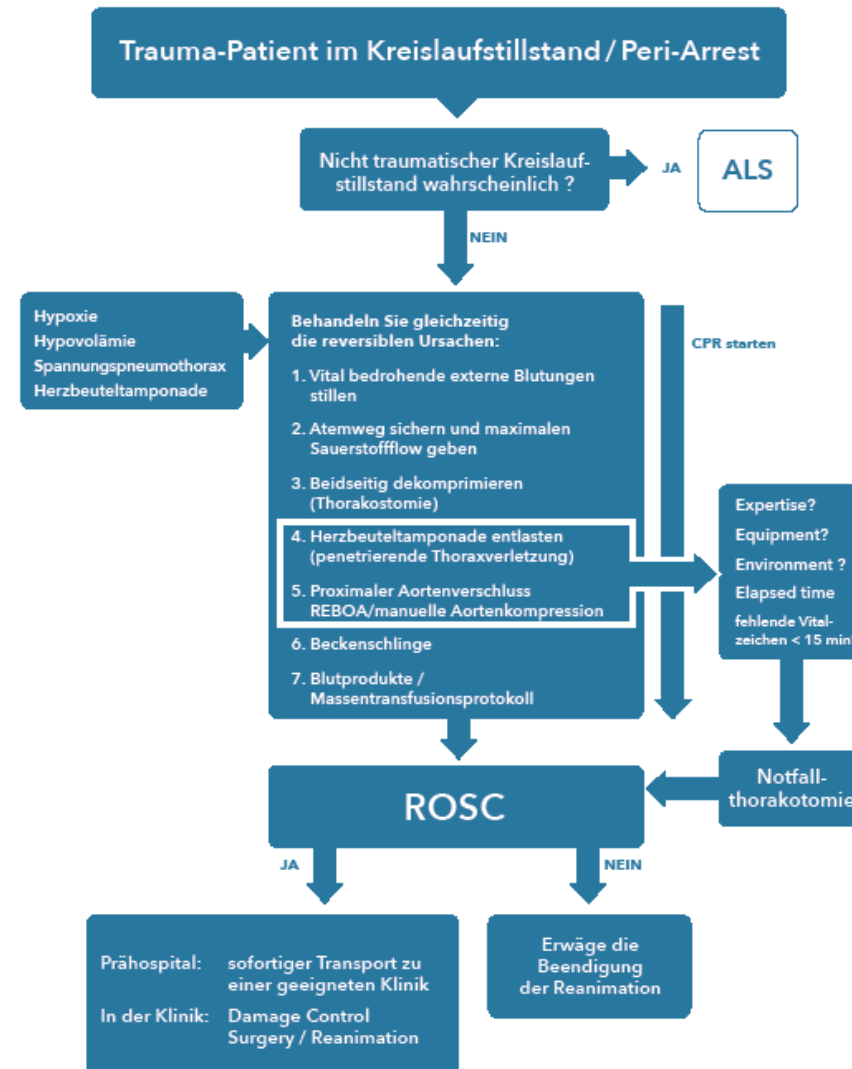 Trauma-Patient im Kreislaufstillstand / Peri-Arrest
Nicht traumatischer Kreislauf-
stillstand wahrscheinlich ?
JA
ALS
NEIN
Hypoxie
Hypovolämie
Spannungspneumothorax
Herzbeuteltamponade
Behandeln Sie gleichzeitig
die reversiblen Ursachen:
1. Vital bedrohende externe Blutungen
stillen
2. Atemweg sichern und maximalen
Sauerstoffflow geben
3. Beidseitig dekomprimieren
(Thorakostomie)
4. Herzbeuteltamponade entlasten
(penetrierende Thoraxverletzung)
5. Proximaler Aortenverschluss
REBOA/manuelle Aortenkompression
6. Beckenschlinge
7. Blutprodukte /
Massentransfusionsprotokoll
CPR starten
Expertise?
Equipment?
Environment ?
Elapsed time
fehlende Vital-
zeichen < 15 min
Notfall-
thorakotomie
ROSC
JA
NEIN
Prähospital: sofortiger Transport zu
einer geeigneten Klinik
In der Klinik: Damage Control
Surgery / Reanimation
Erwäge die
Beendigung
der Reanimation